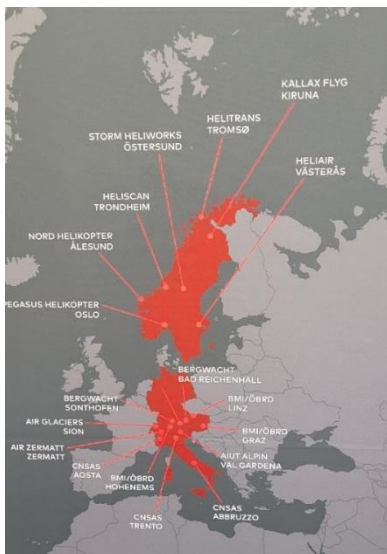 KALLAX FLYG
KIRUNA
HELITRANS
TROMSØ
STORM HELIWORKS
ÖSTERSUND
HELIAIR
VÄSTERÅS
HELISCAN
TRONDHEIM
NORD HELIKOPTER
ÅLESUND
PEGASUS HELIKOPTER
OSLO
BERGWACHT
BAD REICHENHALL
BERGWACHT
SONTHOFEN
BMI/ÖBRD
LINZ
AIR GLACIERS
SION
BMI/ÖBRD
GRAZ
AIR ZERMATT
ZERMATT
AIUT ALPIN
VAL GARDENA
CNSAS
AOSTA
BMI/ÖBRD
HOHENEMS
CNSAS
ABBRUZZO
CNSAS
TRENTO